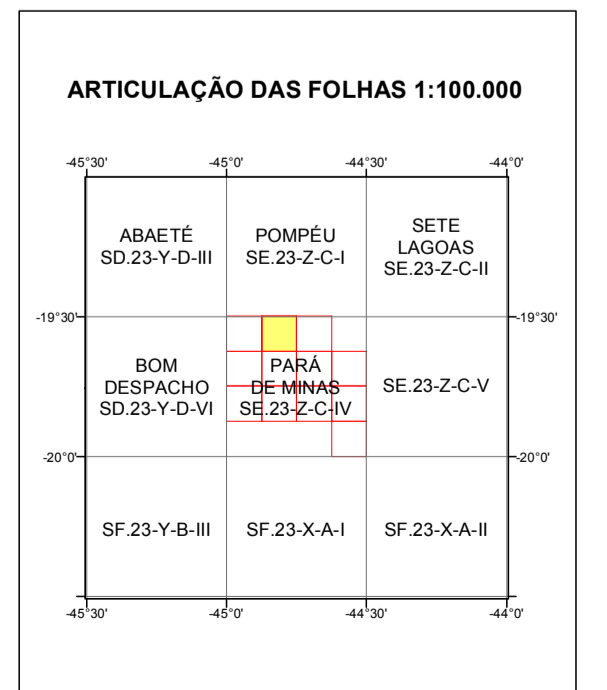 ARTICULAÇÃO DAS FOLHAS 1:100.000
-45°30' -45°0' -44°30' -44°0'
ABAETÉ
SD.23-Y-D-III
POMPÉU
SE.23-Z-C-I
SETE
LAGOAS
SE.23-Z-C-II
-19°30' -19°30'
BOM
DESPACHO
SD.23-Y-D-VI
PARÁ
DE MINAS
SE.23-Z-C-IV
SE.23-Z-C-V
-20°0' -20°0'
SF.23-Y-B-III
SF.23-X-A-I
SF.23-X-A-II
-45°30' -45°0' -44°30' -44°0'